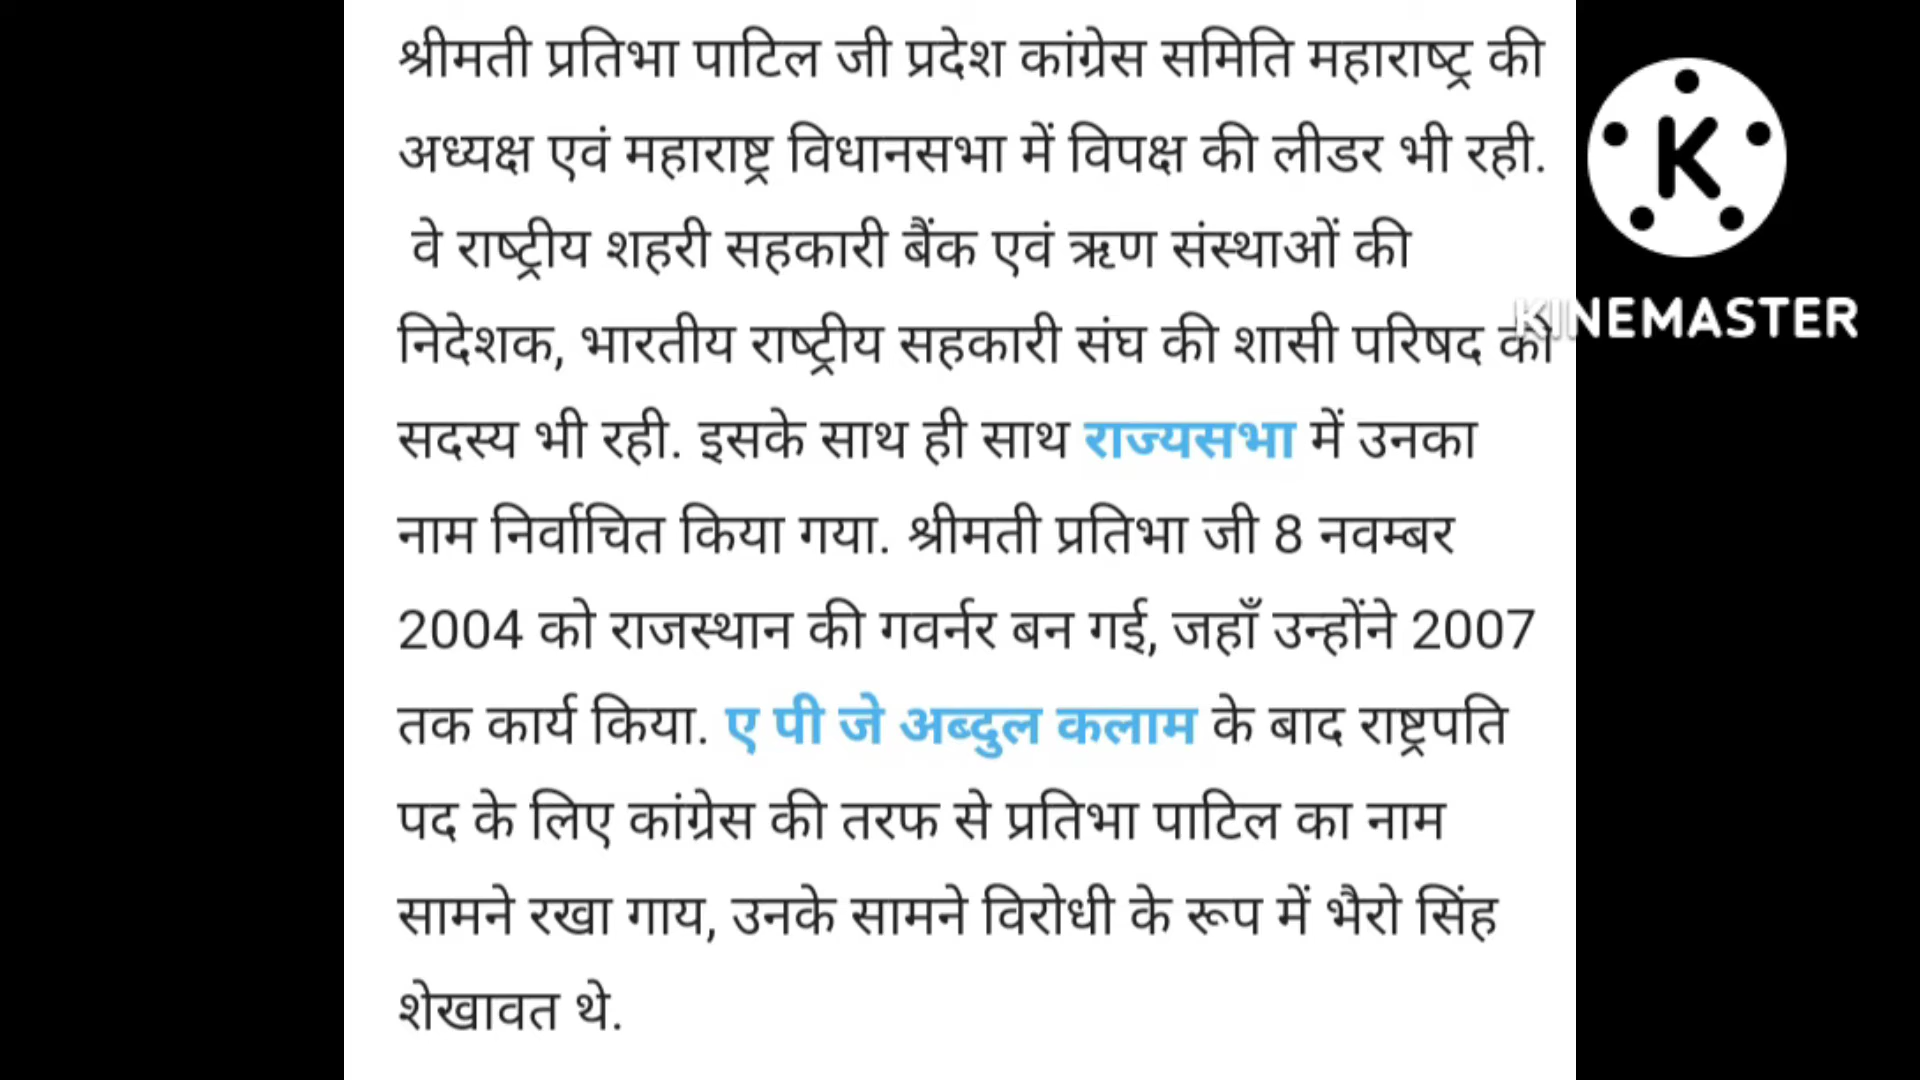 श्रीमती प्रतिभा पाटिल जी प्रदेश कांग्रेस समिति महाराष्ट्र की
अध्यक्ष एवं महाराष्ट्र विधानसभा में विपक्ष की लीडर भी रही.
वे राष्ट्रीय शहरी सहकारी बैंक एवं ऋण संस्थाओं की
निदेशक, भारतीय राष्ट्रीय सहकारी संघ की शासी परिषद की
सदस्य भी रही. इसके साथ ही साथ राज्यसभा में उनका
नाम निर्वाचित किया गया. श्रीमती प्रतिभा जी 8 नवम्बर
2004 को राजस्थान की गवर्नर बन गई, जहाँ उन्होंने 2007
तक कार्य किया. ए पी जे अब्दुल कलाम के बाद राष्ट्रपति
पद के लिए कांग्रेस की तरफ से प्रतिभा पाटिल का नाम
सामने रखा गाय, उनके सामने विरोधी के रूप में भैरो सिंह
शेखावत थे.
K
KINEMASTER